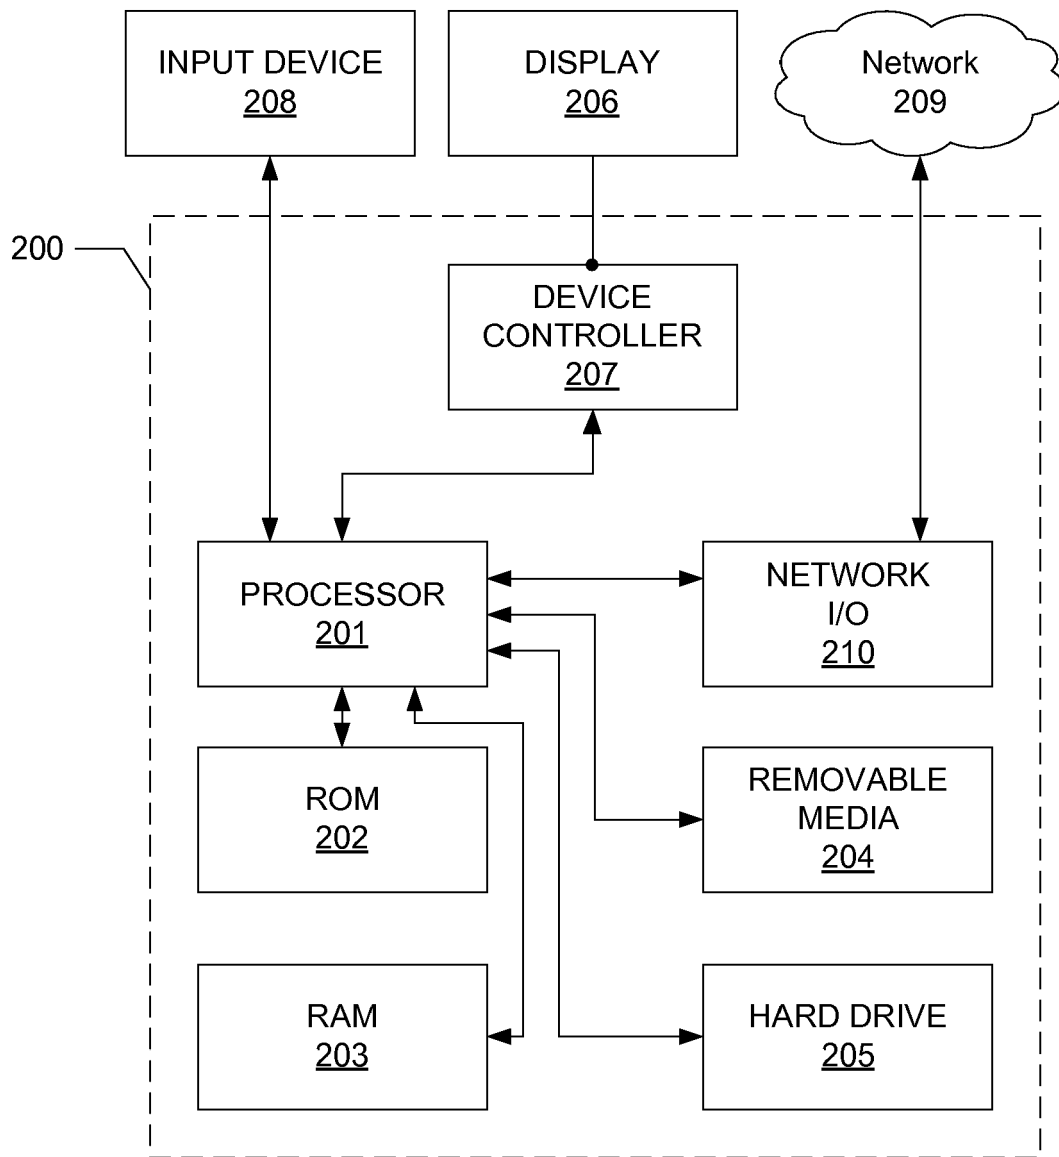 INPUT DEVICE
208
DISPLAY
206
Network
209
200
DEVICE
CONTROLLER
207
PROCESSOR
201
NETWORK
I/O
210
ROM
202
REMOVABLE
MEDIA
204
RAM
203
HARD DRIVE
205